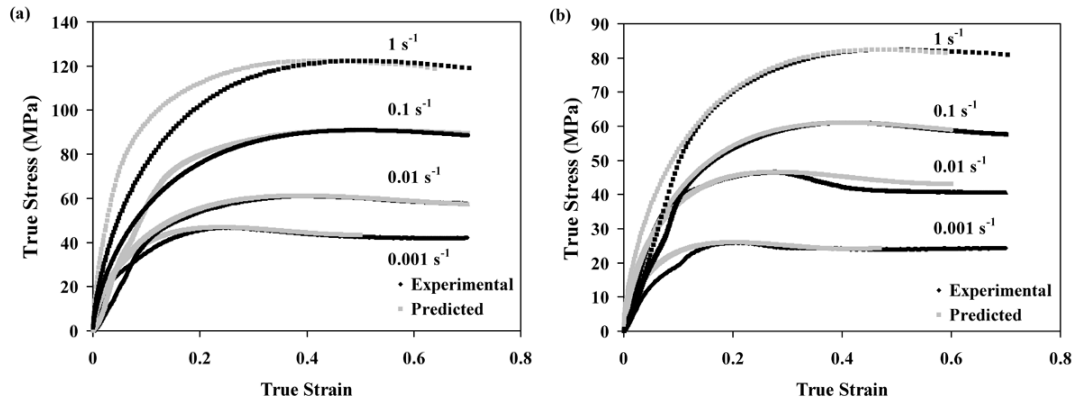 (a)
140
120
100
80
60
40
20
0
0
0.2
0.4
0.6
0.8
True Stress (MPa)
True Strain
1 s⁻¹
0.1 s⁻¹
0.01 s⁻¹
0.001 s⁻¹
Experimental
Predicted
(b)
90
80
70
60
50
40
30
20
10
0
0
0.2
0.4
0.6
0.8
True Stress (MPa)
True Strain
1 s⁻¹
0.1 s⁻¹
0.01 s⁻¹
0.001 s⁻¹
Experimental
Predicted